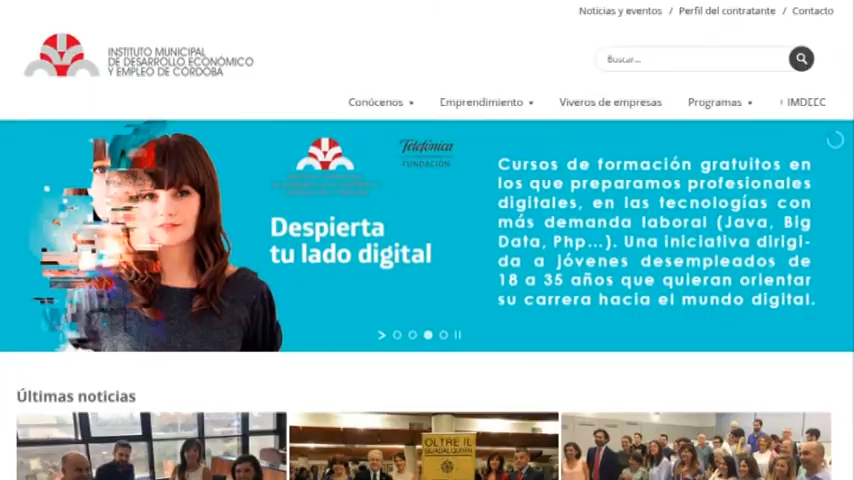 Noticias y eventos / Perfil del contratante / Contacto
INSTITUTO MUNICIPAL
DE DESARROLLO ECONÓMICO
Y EMPLEO DE CÓRDOBA
Buscar...
Conócenos Emprendimiento Viveros de empresas Programas IMDEEC
Telefónica
FUNDACIÓN
Despierta
tu lado digital
Cursos de formación gratuitos en
los que preparamos profesionales
digitales, en las tecnologías con
más demanda laboral (Java, Big
Data, Php...). Una iniciativa dirigi-
da a jóvenes desempleados de
18 a 35 años que quieran orientar
su carrera hacia el mundo digital.
Últimas noticias
OLTRE IL
GUADALQUIVIR